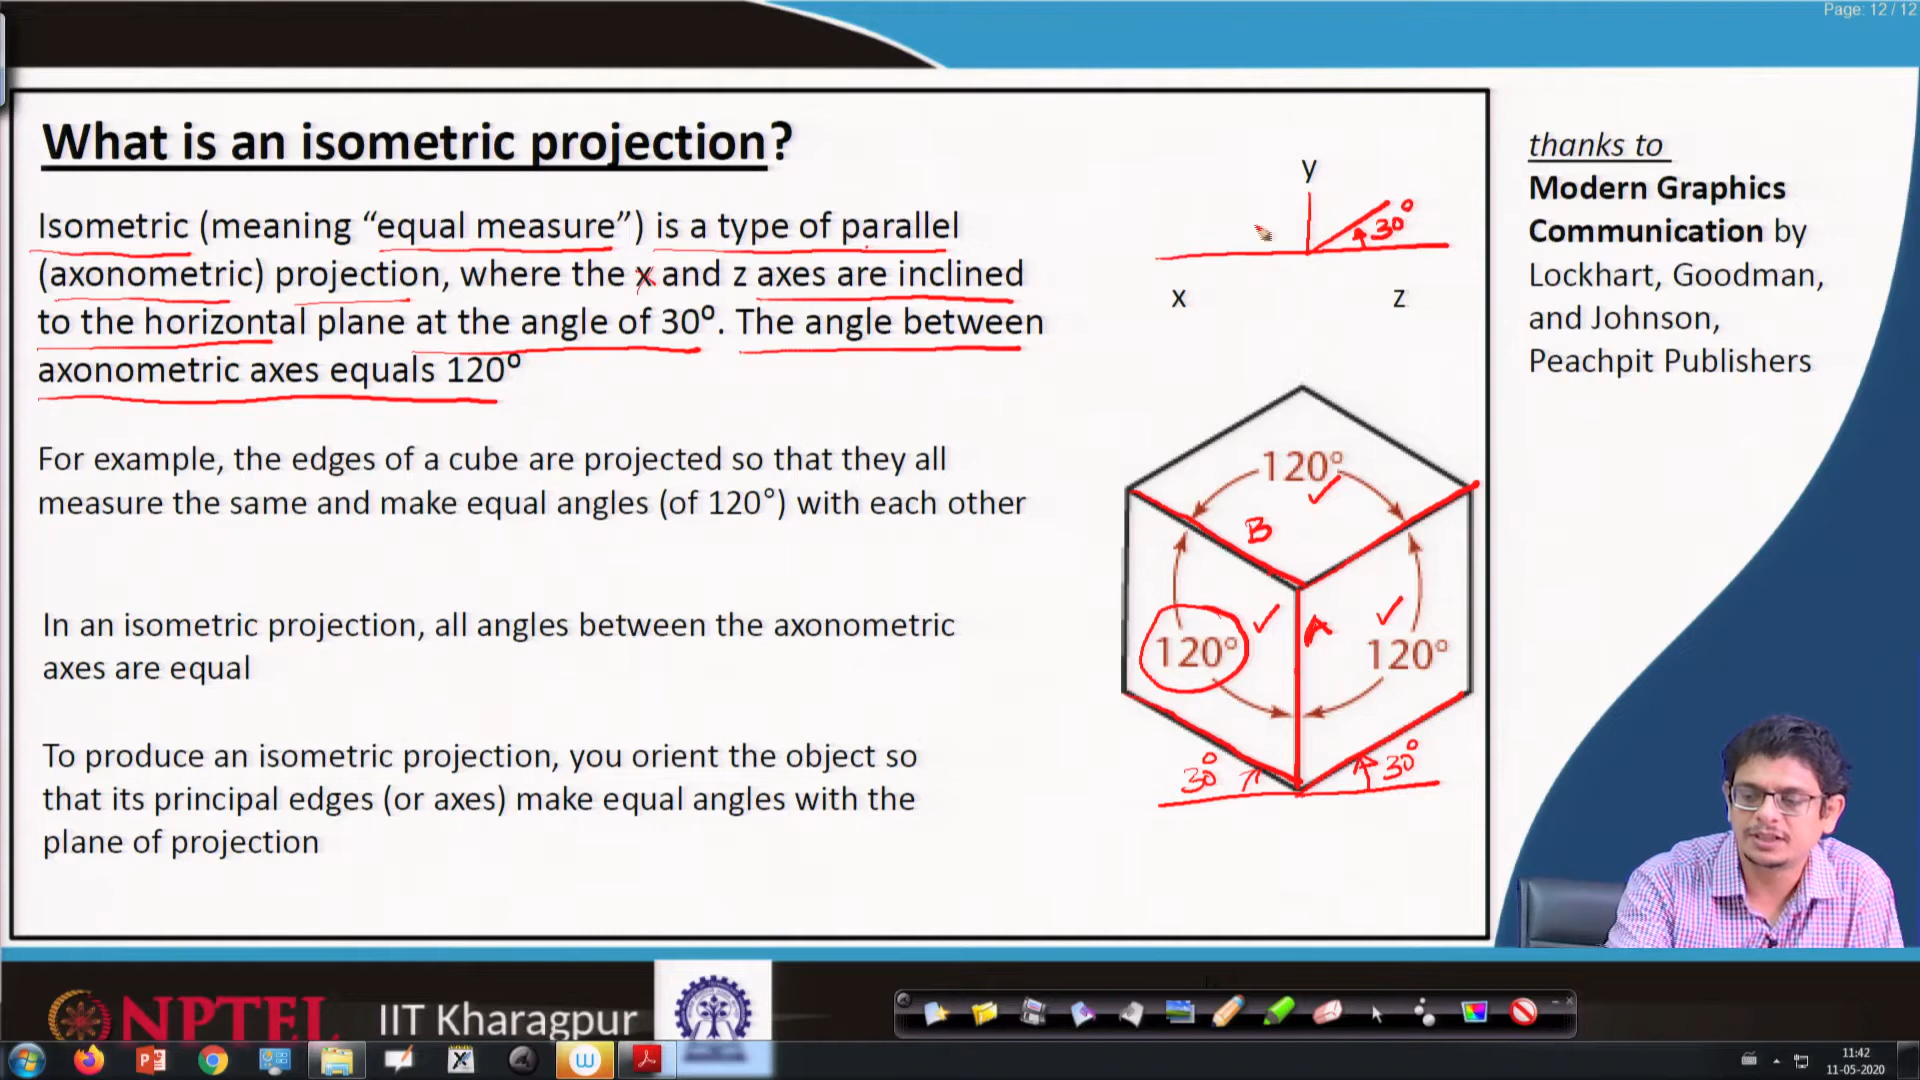 Page: 12 / 12
What is an isometric projection?
Isometric (meaning “equal measure”) is a type of parallel
(axonometric) projection, where the x and z axes are inclined
to the horizontal plane at the angle of 30⁰. The angle between
axonometric axes equals 120⁰
For example, the edges of a cube are projected so that they all
measure the same and make equal angles (of 120°) with each other
In an isometric projection, all angles between the axonometric
axes are equal
To produce an isometric projection, you orient the object so
that its principal edges (or axes) make equal angles with the
plane of projection
y
30°
x z
120°
B
A
120° 120°
30° 30°
thanks to
Modern Graphics
Communication by
Lockhart, Goodman,
and Johnson,
Peachpit Publishers
NPTEL IIT Kharagpur
11:42
11-05-2020